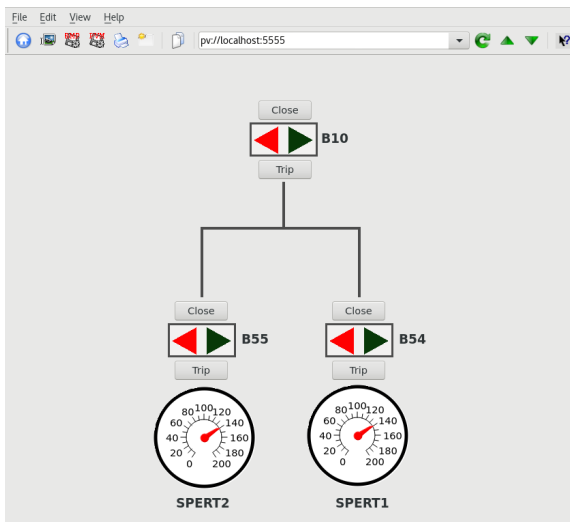 File Edit View Help
pv://localhost:5555
Close
B10
Trip
Close Close
B55 B54
Trip Trip
0 20 40 60 80 100 120 140 160 180 200
0 20 40 60 80 100 120 140 160 180 200
SPERT2 SPERT1